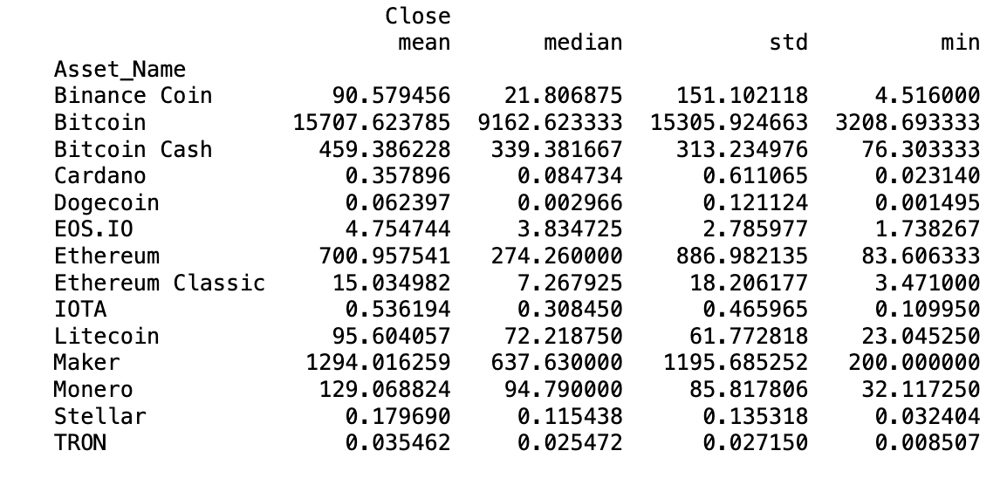 Close
mean median std min
Asset_Name
Binance Coin 90.579456 21.806875 151.102118 4.516000
Bitcoin 15707.623785 9162.623333 15305.924663 3208.693333
Bitcoin Cash 459.386228 339.381667 313.234976 76.303333
Cardano 0.357896 0.084734 0.611065 0.023140
Dogecoin 0.062397 0.002966 0.121124 0.001495
EOS.IO 4.754744 3.834725 2.785977 1.738267
Ethereum 700.957541 274.260000 886.982135 83.606333
Ethereum Classic 15.034982 7.267925 18.206177 3.471000
IOTA 0.536194 0.308450 0.465965 0.109950
Litecoin 95.604057 72.218750 61.772818 23.045250
Maker 1294.016259 637.630000 1195.685252 200.000000
Monero 129.068824 94.790000 85.817806 32.117250
Stellar 0.179690 0.115438 0.135318 0.032404
TRON 0.035462 0.025472 0.027150 0.008507